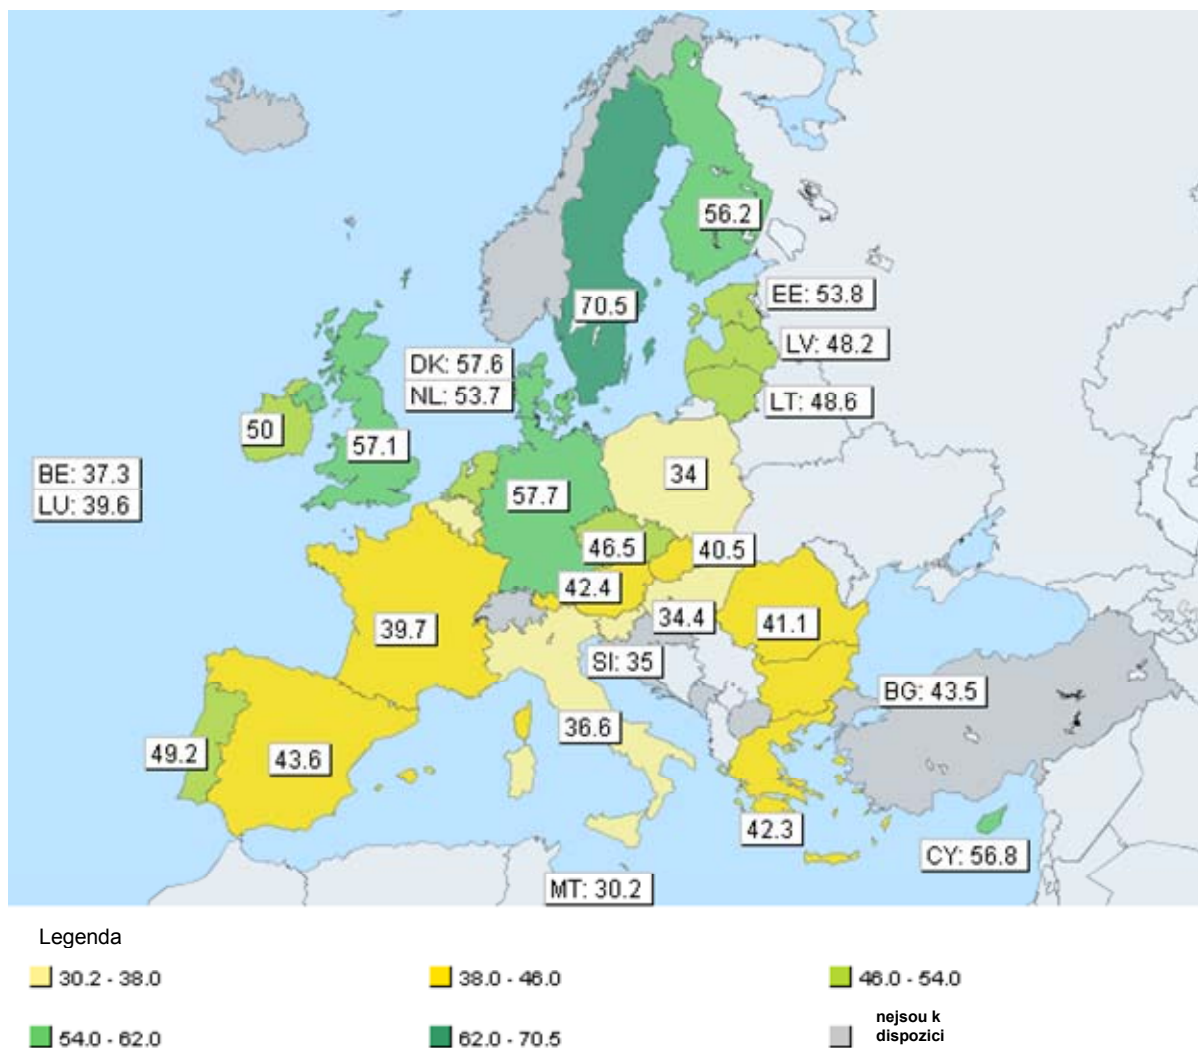 56.2
EE: 53.8
70.5
LV: 48.2
DK: 57.6
NL: 53.7
LT: 48.6
50
57.1
BE: 37.3
LU: 39.6
34
57.7
46.5
40.5
42.4
39.7
34.4
41.1
SI: 35
BG: 43.5
36.6
49.2
43.6
42.3
CY: 56.8
MT: 30.2
Legenda
30.2 - 38.0
38.0 - 46.0
46.0 - 54.0
54.0 - 62.0
62.0 - 70.5
nejsou k
dispozici